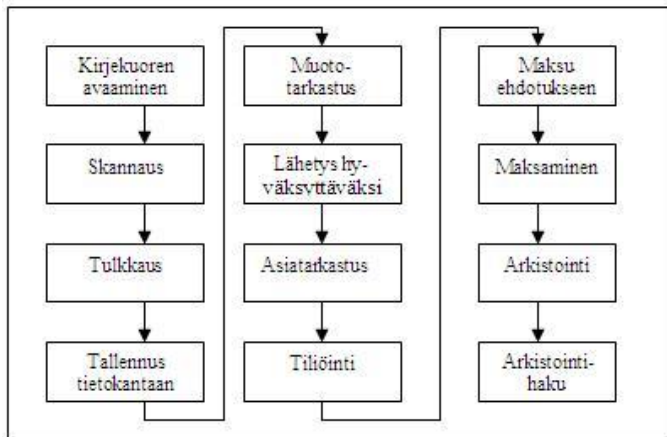 Kirjekuoren
avaaminen
Skannaus
Tulkkaus
Tallennus
tietokantaan
Muoto-
tarkastus
Lähetys hy-
väksyttäväksi
Asiatarkastus
Tiliöinti
Maksu
ehdotukseen
Maksaminen
Arkistointi
Arkistointi-
haku